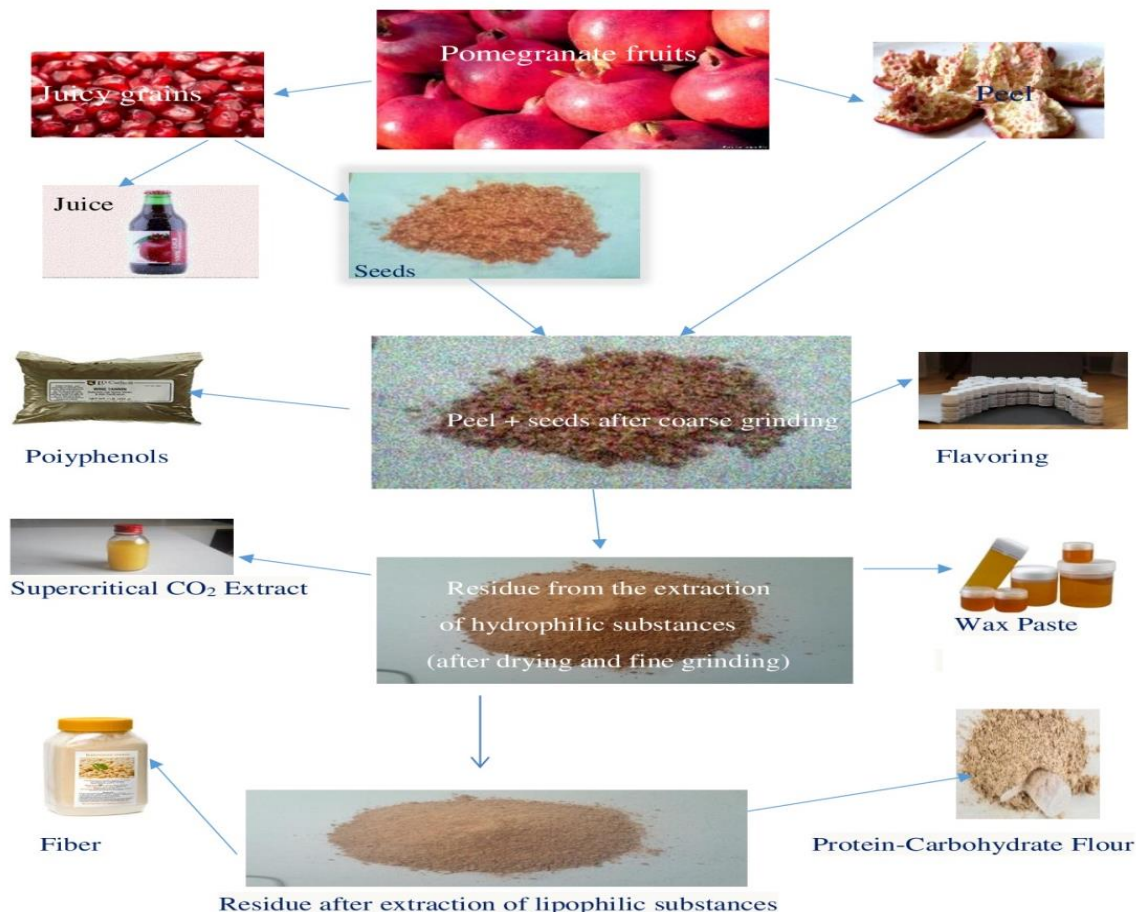 Pomegranate fruits
Juicy grains
Peel
Juice
Seeds
Peel + seeds after coarse grinding
Poiyphenols
Flavoring
Supercritical CO₂ Extract
Residue from the extraction
of hydrophilic substances
(after drying and fine grinding)
Wax Paste
Fiber
Protein-Carbohydrate Flour
Residue after extraction of lipophilic substances